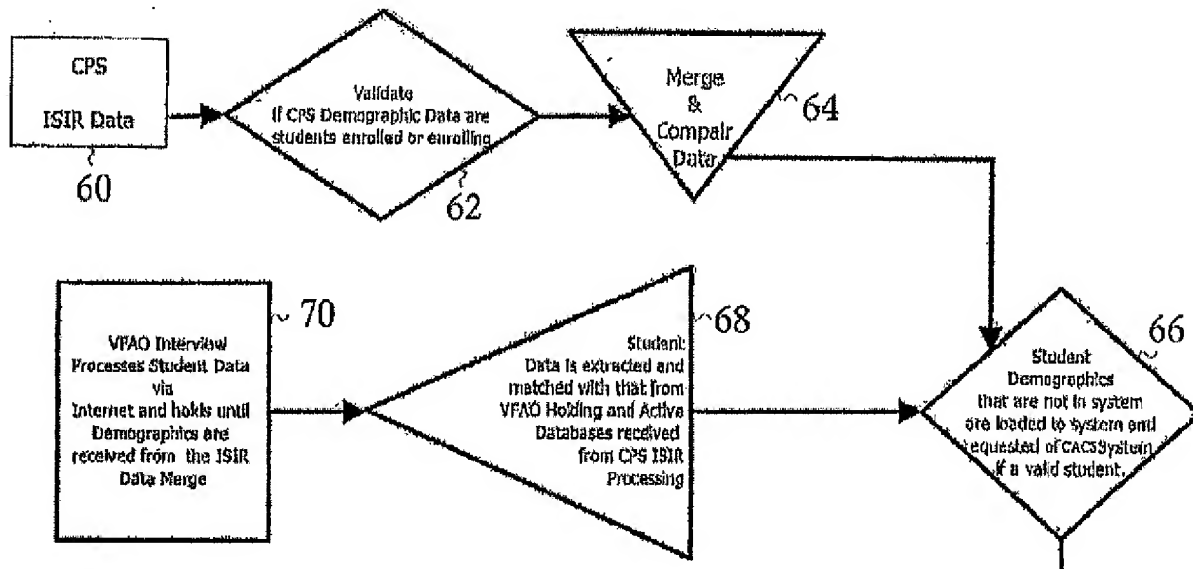 CPS
ISIR Data
60
Validate
if CPS Demographic Data are
students enrolled or enrolling
62
Merge
&
Compair
Data
64
VFAO Interview
Processes Student Data
via
Internet and holds until
Demographics are
received from the ISIR
Data Merge
70
Student:
Data is extracted and
matched with that from
VFAO Holding and Active
Databases received
from CPS ISIR
Processing
68
Student
Demographics
that are not in system
are loaded to system and
requested of CACSSystem
if a valid student.
66